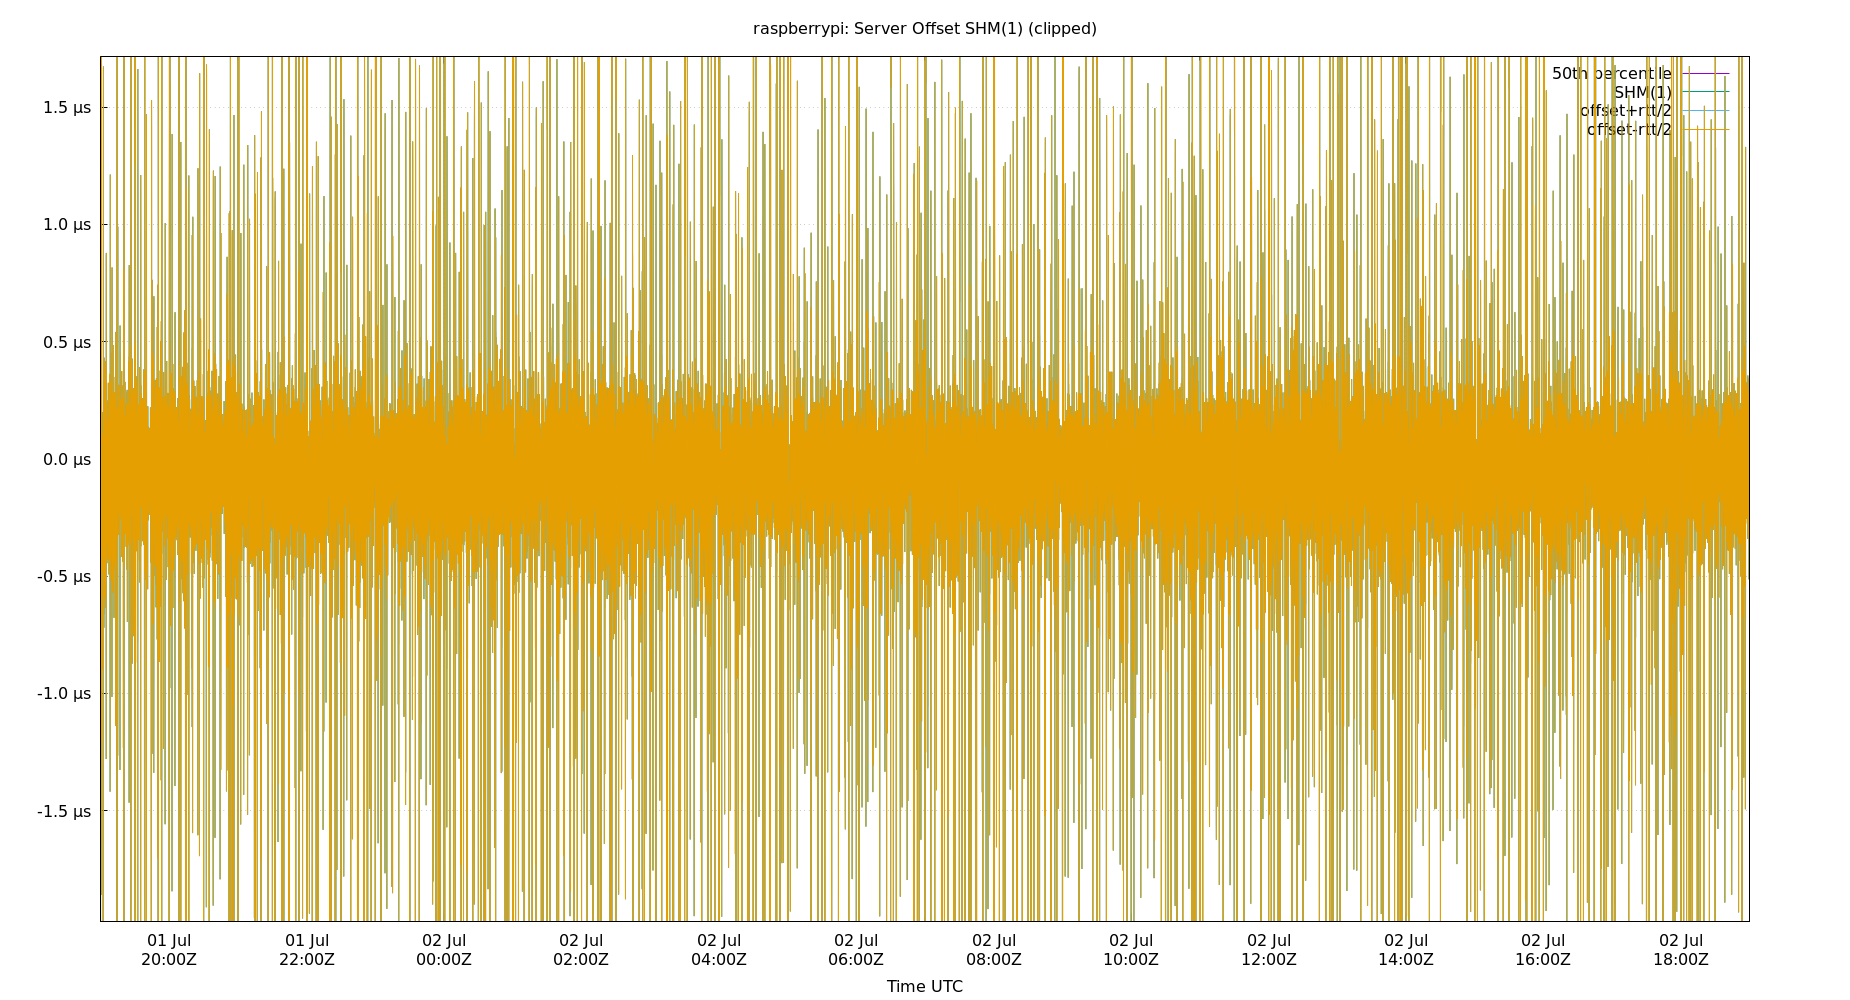 raspberrypi: Server Offset SHM(1) (clipped)
50th percentile
SHM(1)
offset+rtt/2
offset-rtt/2
1.5 µs
1.0 µs
0.5 µs
0.0 µs
-0.5 µs
-1.0 µs
-1.5 µs
01 Jul 01 Jul 02 Jul 02 Jul 02 Jul 02 Jul 02 Jul 02 Jul 02 Jul 02 Jul 02 Jul 02 Jul
20:00Z 22:00Z 00:00Z 02:00Z 04:00Z 06:00Z 08:00Z 10:00Z 12:00Z 14:00Z 16:00Z 18:00Z
Time UTC